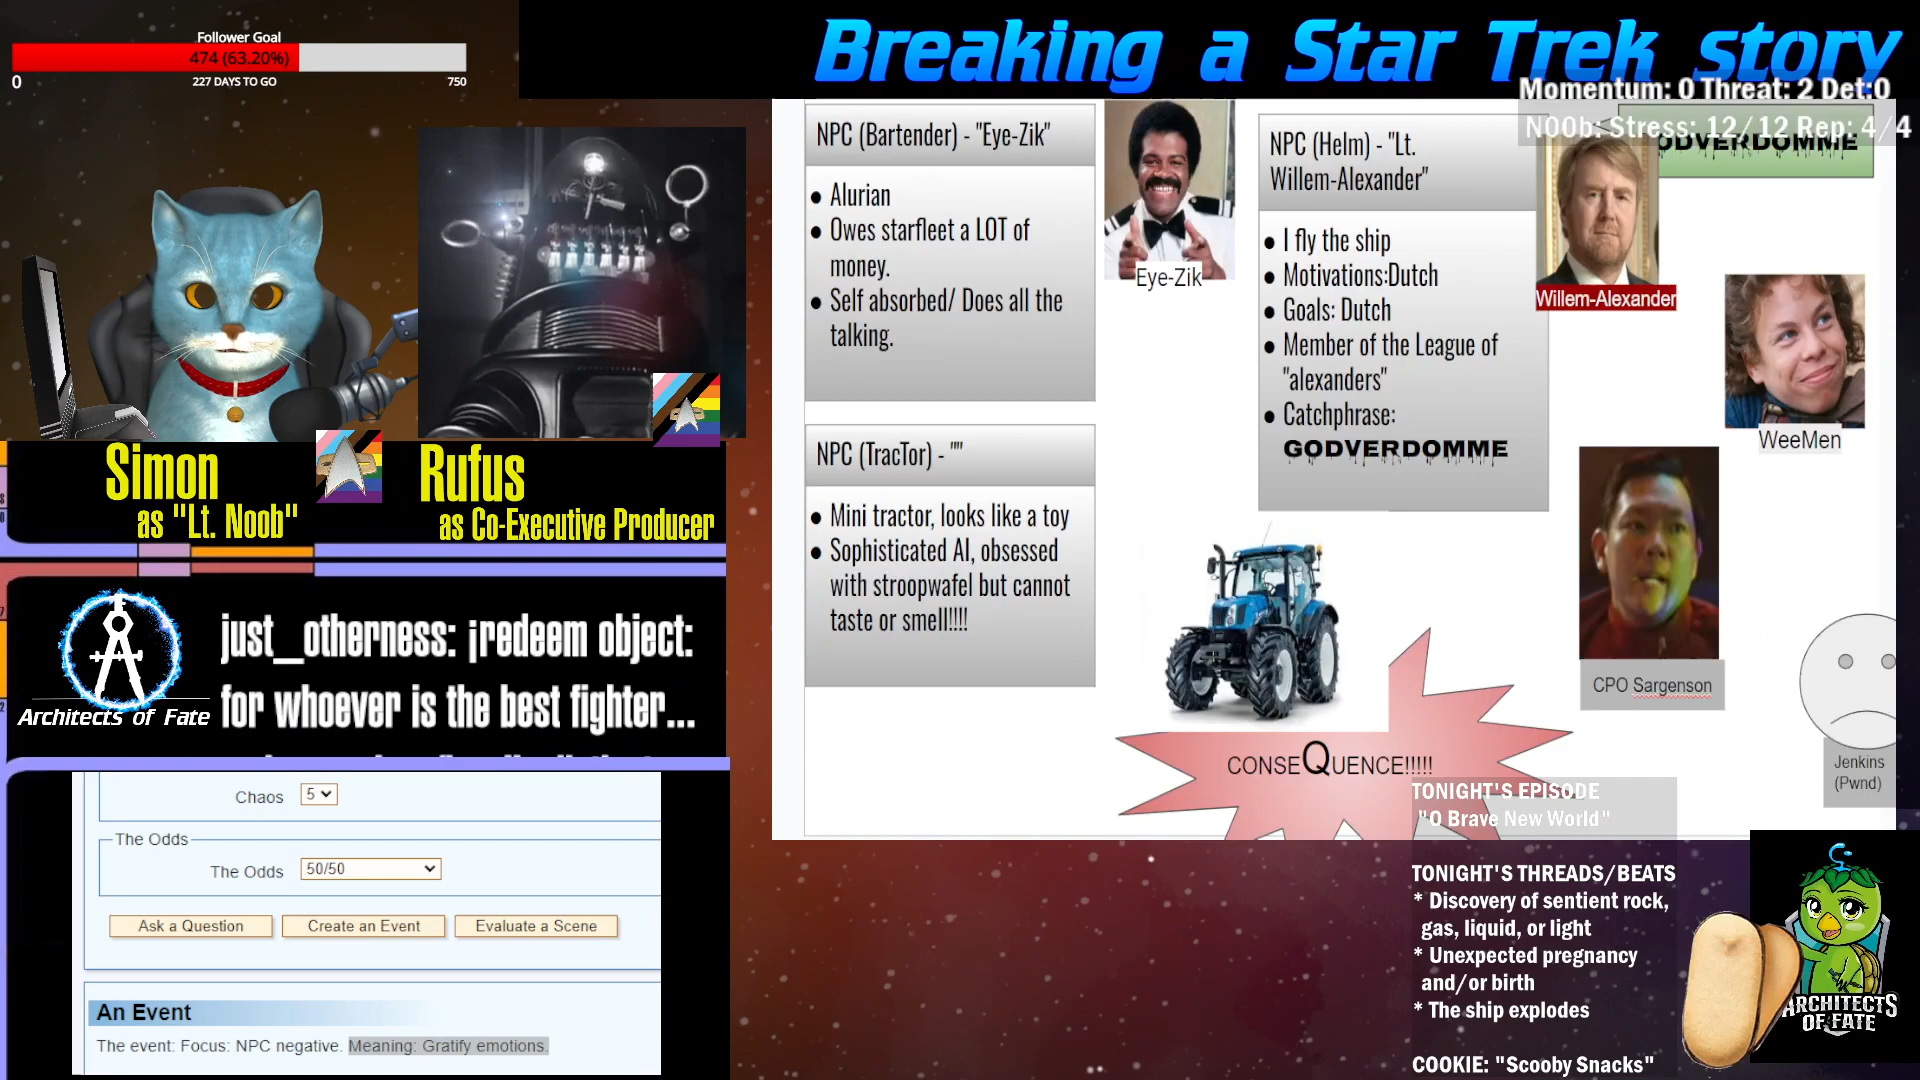 Follower Goal
474 (63.20%)
0
227 DAYS TO GO
750
Breaking a Star Trek story
Momentum: 0 Threat: 2 Det:0
N00b: Stress: 12/12 Rep: 4/4
GODVERDOMME
NPC (Bartender) - "Eye-Zik"
● Alurian
● Owes starfleet a LOT of
money.
● Self absorbed/ Does all the
talking.
Eye-Zik
NPC (Helm) - "Lt.
Willem-Alexander"
● I fly the ship
● Motivations:Dutch
● Goals: Dutch
● Member of the League of
"alexanders"
● Catchphrase:
GODVERDOMME
Willem-Alexander
WeeMen
NPC (TracTor) - ""
● Mini tractor, looks like a toy
● Sophisticated AI, obsessed
with stroopwafel but cannot
taste or smell!!!!
CPO Sargenson
Jenkins
(Pwnd)
CONSEQUENCE!!!!!
Simon
as "Lt. Noob"
Rufus
as Co-Executive Producer
Architects of Fate
just_otherness: ¡redeem object:
for whoever is the best fighter...
Chaos
5
The Odds
The Odds
50/50
Ask a Question
Create an Event
Evaluate a Scene
An Event
The event: Focus: NPC negative. Meaning: Gratify emotions.
TONIGHT'S EPISODE
"O Brave New World"
TONIGHT'S THREADS/BEATS
* Discovery of sentient rock,
gas, liquid, or light
* Unexpected pregnancy
and/or birth
* The ship explodes
COOKIE: "Scooby Snacks"
ARCHITECTS
OF FATE